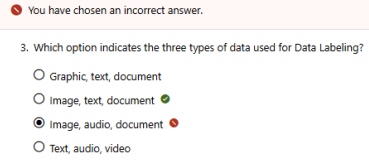 You have chosen an incorrect answer.
3. Which option indicates the three types of data used for Data Labeling?
Graphic, text, document
Image, text, document
Image, audio, document
Text, audio, video